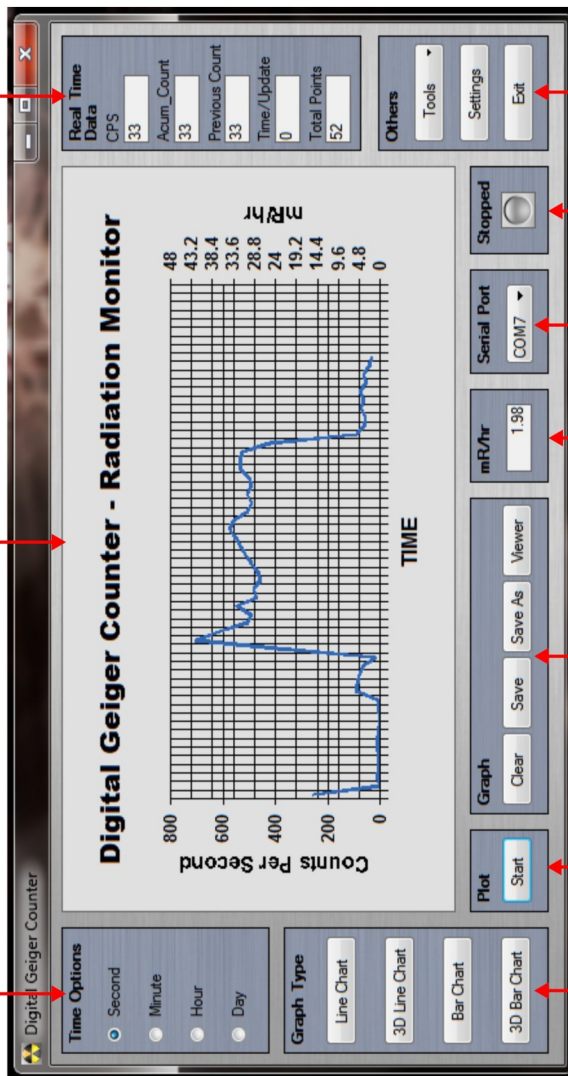 Digital Geiger Counter
Time Options
Second
Minute
Hour
Day
Graph Type
Line Chart
3D Line Chart
Bar Chart
3D Bar Chart
Digital Geiger Counter - Radiation Monitor
Counts Per Second
800
600
400
200
0
mR/hr
48
43.2
38.4
33.6
28.8
24
19.2
14.4
9.6
4.8
0
TIME
Real Time
Data
CPS
33
Acum_Count
33
Previous Count
33
Time/Update
0
Total Points
52
Plot
Start
Graph
Clear Save Save As Viewer
mR/hr
1.98
Serial Port
COM7
Stopped
Others
Tools
Settings
Exit